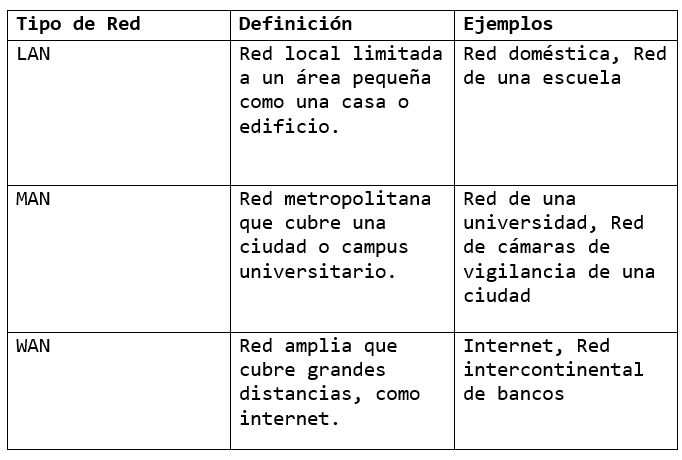 Tipo de Red
Definición
Ejemplos
LAN
Red local limitada
a un área pequeña
como una casa o
edificio.
Red doméstica, Red
de una escuela
MAN
Red metropolitana
que cubre una
ciudad o campus
universitario.
Red de una
universidad, Red
de cámaras de
vigilancia de una
ciudad
WAN
Red amplia que
cubre grandes
distancias, como
internet.
Internet, Red
intercontinental
de bancos